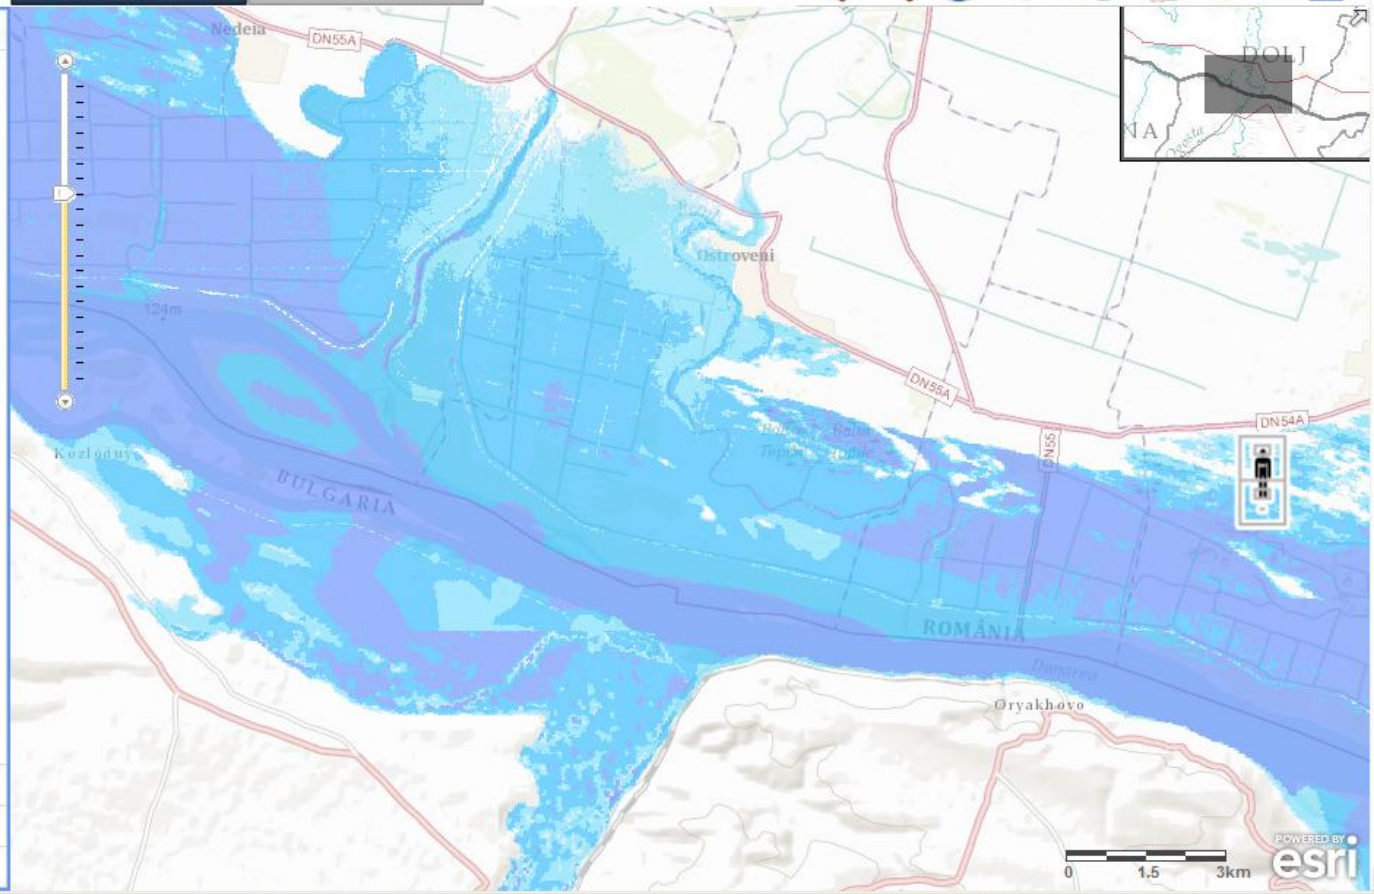 Nedeia
DN55A
DOLJ
NA
Ogosta
Ostroveni
124m
DN55A
DN54A
DN55
Kozloduy
BULGARIA
ROMÂNIA
Dunărea
Oryakhovo
POWERED BY
esri
0 1.5 3km